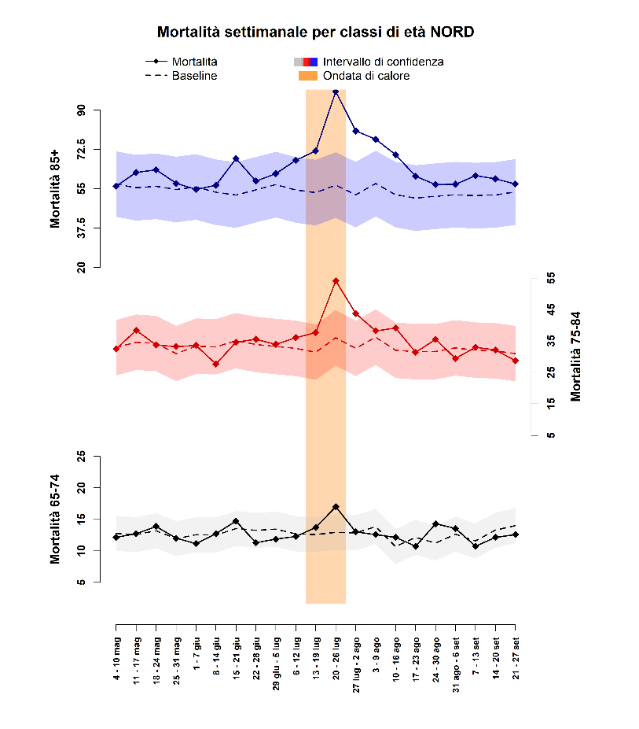 Mortalità settimanale per classi di età NORD
Mortalità
Baseline
Intervallo di confidenza
Ondata di calore
Mortalità 85+
90
72.5
55
37.5
20
Mortalità 75-84
65
45
35
25
15
5
Mortalità 65-74
25
20
15
10
5
4 - 10 mag
11 - 17 mag
18 - 24 mag
25 - 31 mag
1 - 7 giu
8 - 14 giu
15 - 21 giu
22 - 28 giu
29 giu - 5 lug
6 - 12 lug
13 - 19 lug
20 - 26 lug
27 lug - 2 ago
3 - 9 ago
10 - 16 ago
17 - 23 ago
24 - 30 ago
31 ago - 6 set
7 - 13 set
14 - 20 set
21 - 27 set